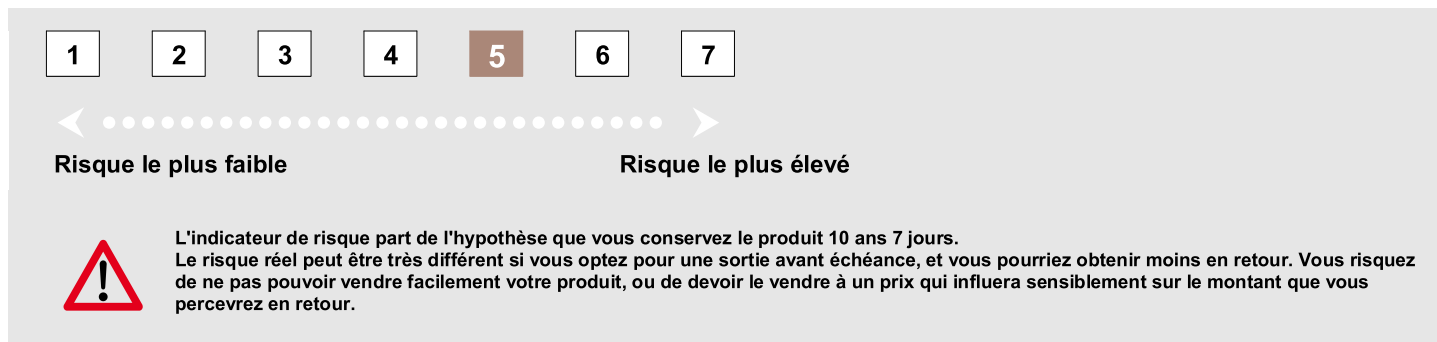 1 2 3 4 5 6 7
Risque le plus faible Risque le plus élevé
L'indicateur de risque part de l'hypothèse que vous conservez le produit 10 ans 7 jours.
Le risque réel peut être très différent si vous optez pour une sortie avant échéance, et vous pourriez obtenir moins en retour. Vous risquez
de ne pas pouvoir vendre facilement votre produit, ou de devoir le vendre à un prix qui influera sensiblement sur le montant que vous
percevrez en retour.